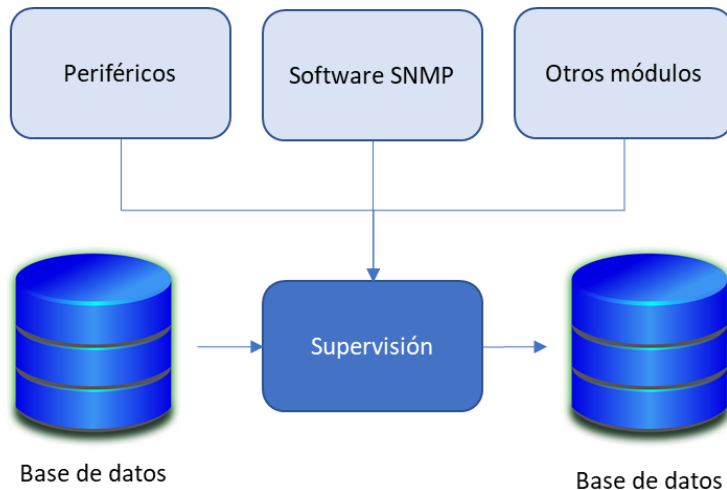 Periféricos
Software SNMP
Otros módulos
Supervisión
Base de datos
Base de datos